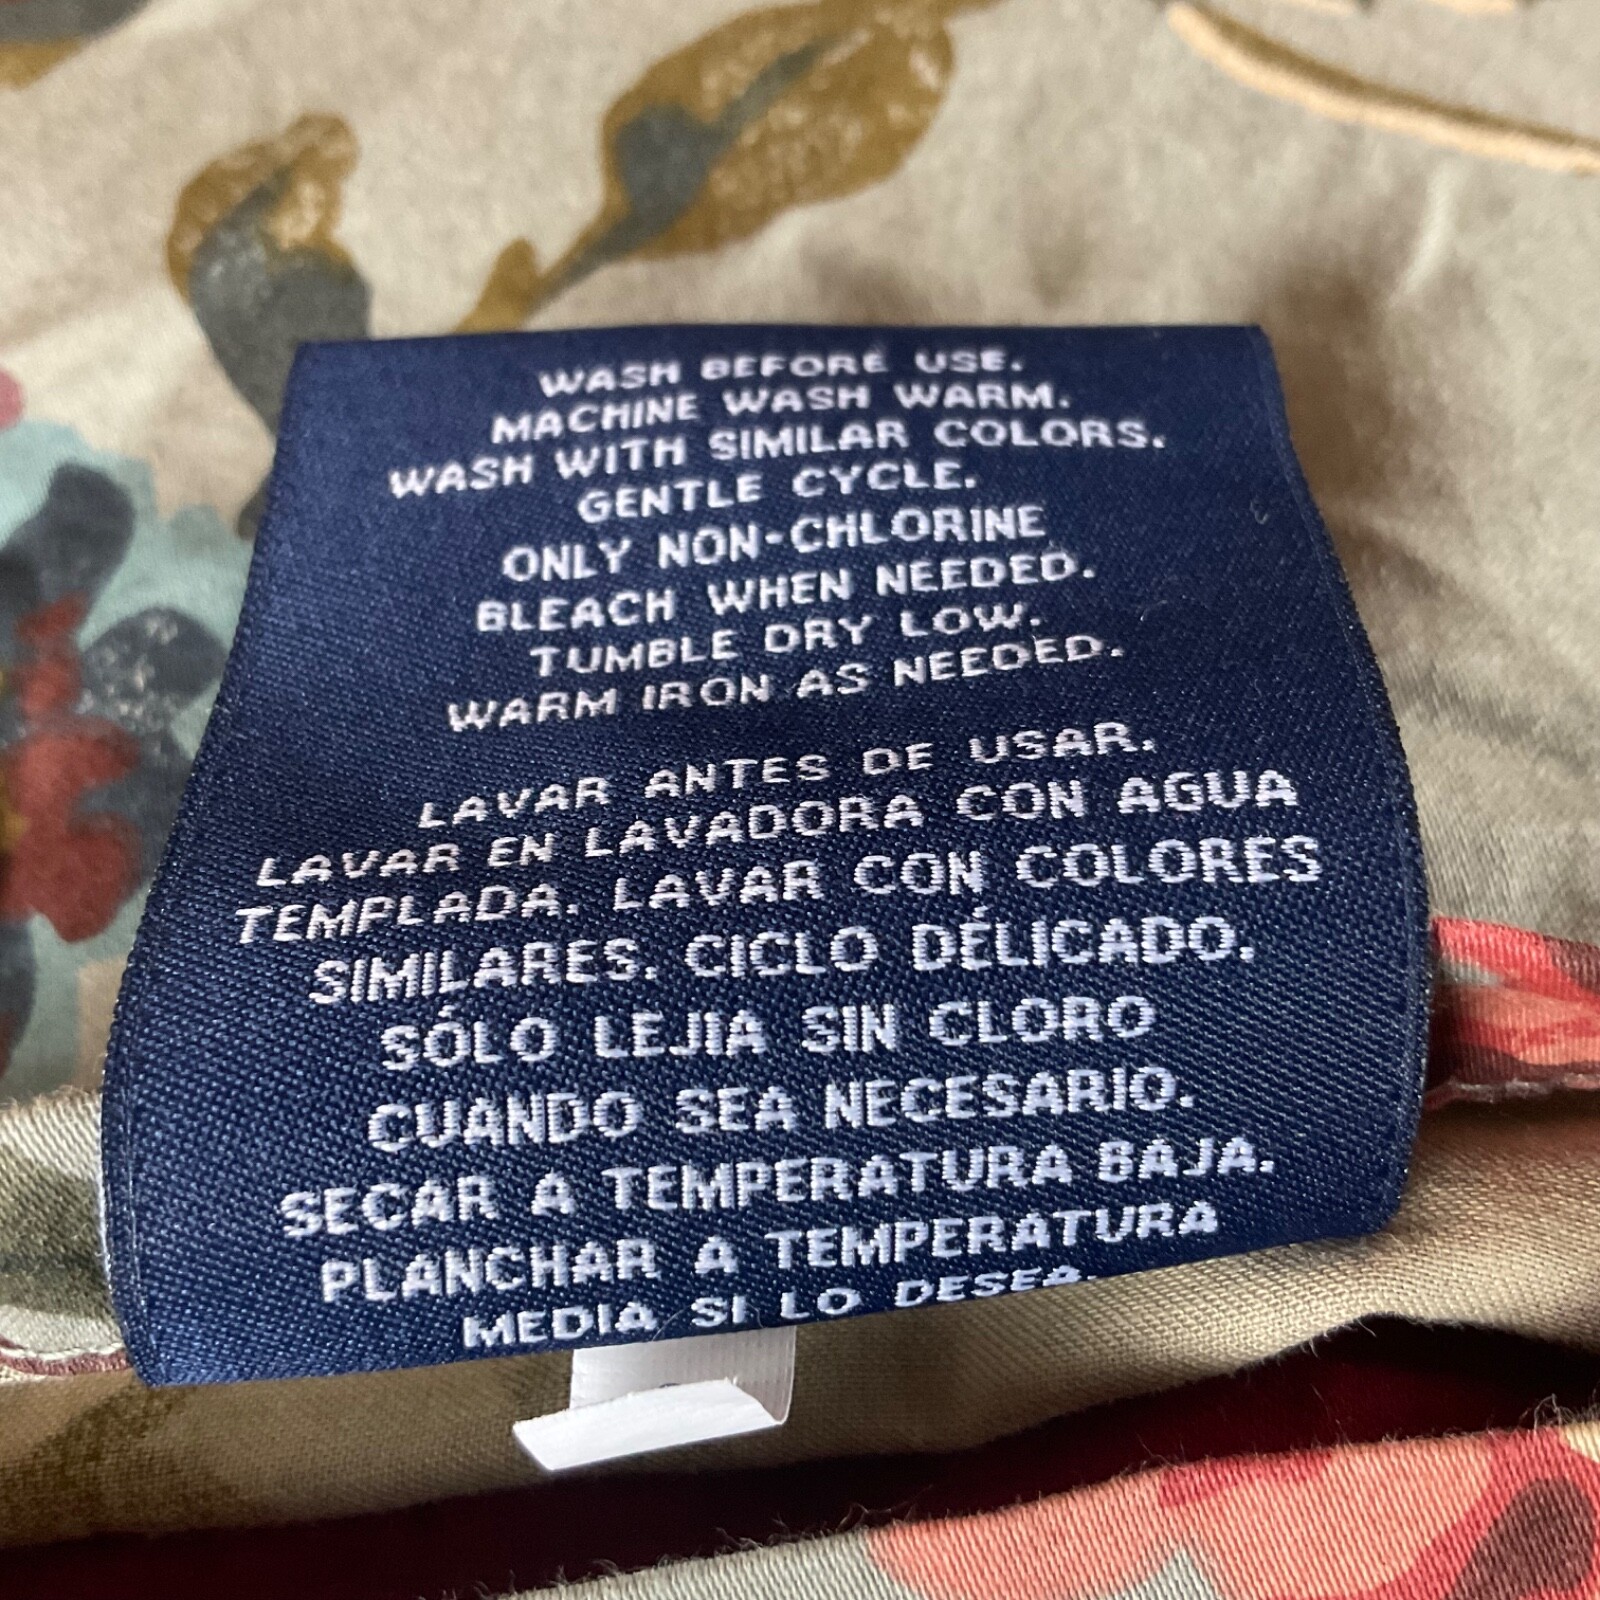 WASH BEFORE USE.
MACHINE WASH WARM.
WASH WITH SIMILAR COLORS.
GENTLE CYCLE.
ONLY NON-CHLORINE
BLEACH WHEN NEEDED.
TUMBLE DRY LOW.
WARM IRON AS NEEDED.
LAVAR ANTES DE USAR.
LAVAR EN LAVADORA CON AGUA
TEMPLADA. LAVAR CON COLORES
SIMILARES. CICLO DÉLICADO.
SÓLO LEJIA SIN CLORO
CUANDO SEA NECESARIO.
SECAR A TEMPERATURA BAJA.
PLANCHAR A TEMPERATURA
MEDIA SI LO DESEA.